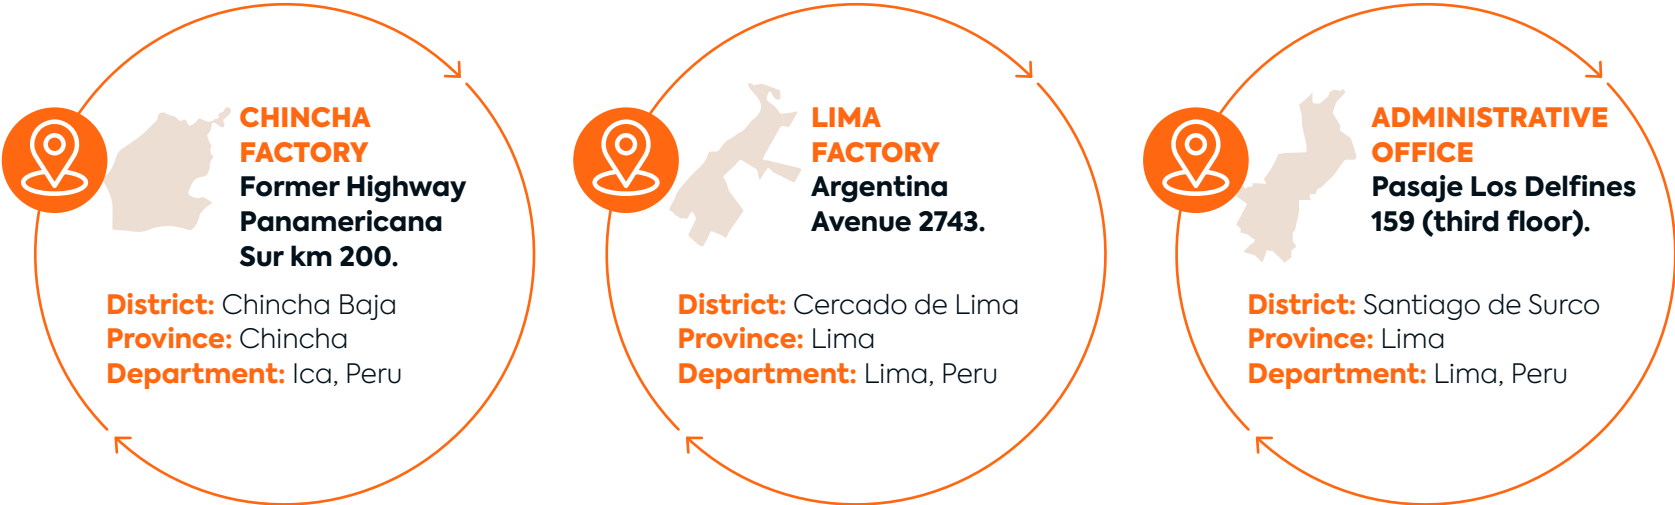 CHINCHA
FACTORY
Former Highway
Panamericana
Sur km 200.
District: Chincha Baja
Province: Chincha
Department: Ica, Peru
LIMA
FACTORY
Argentina
Avenue 2743.
District: Cercado de Lima
Province: Lima
Department: Lima, Peru
ADMINISTRATIVE
OFFICE
Pasaje Los Delfines
159 (third floor).
District: Santiago de Surco
Province: Lima
Department: Lima, Peru